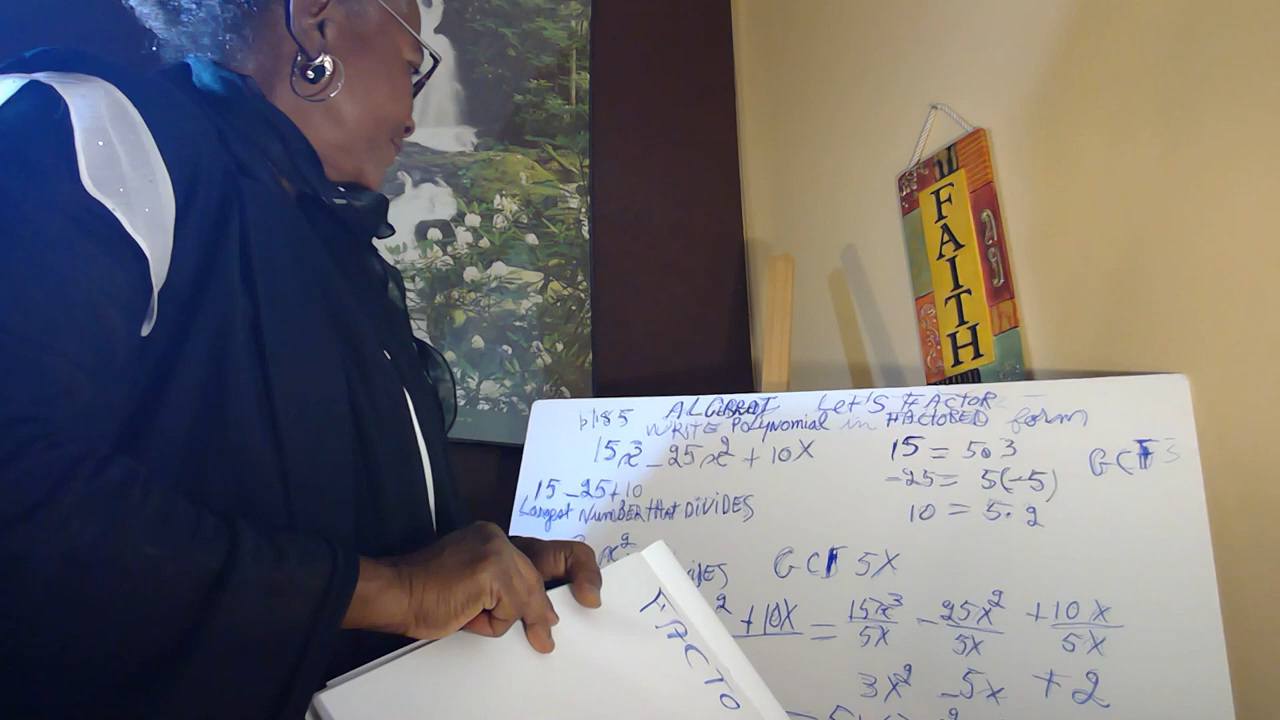 FAITH
p185 ALGEBRA Let's FACTOR
WRITE Polynomial in FACTORED form
15x³ - 25x² + 10X
15 = 5.3
-25 = 5(-5)
10 = 5.2
GCF
15 - 25 + 10
Largest NUMBER that DIVIDES
x²
GCF 5X
² + 10X = 15x³/5X - 25X²/5X + 10X/5X
3X² - 5x + 2
FACTO